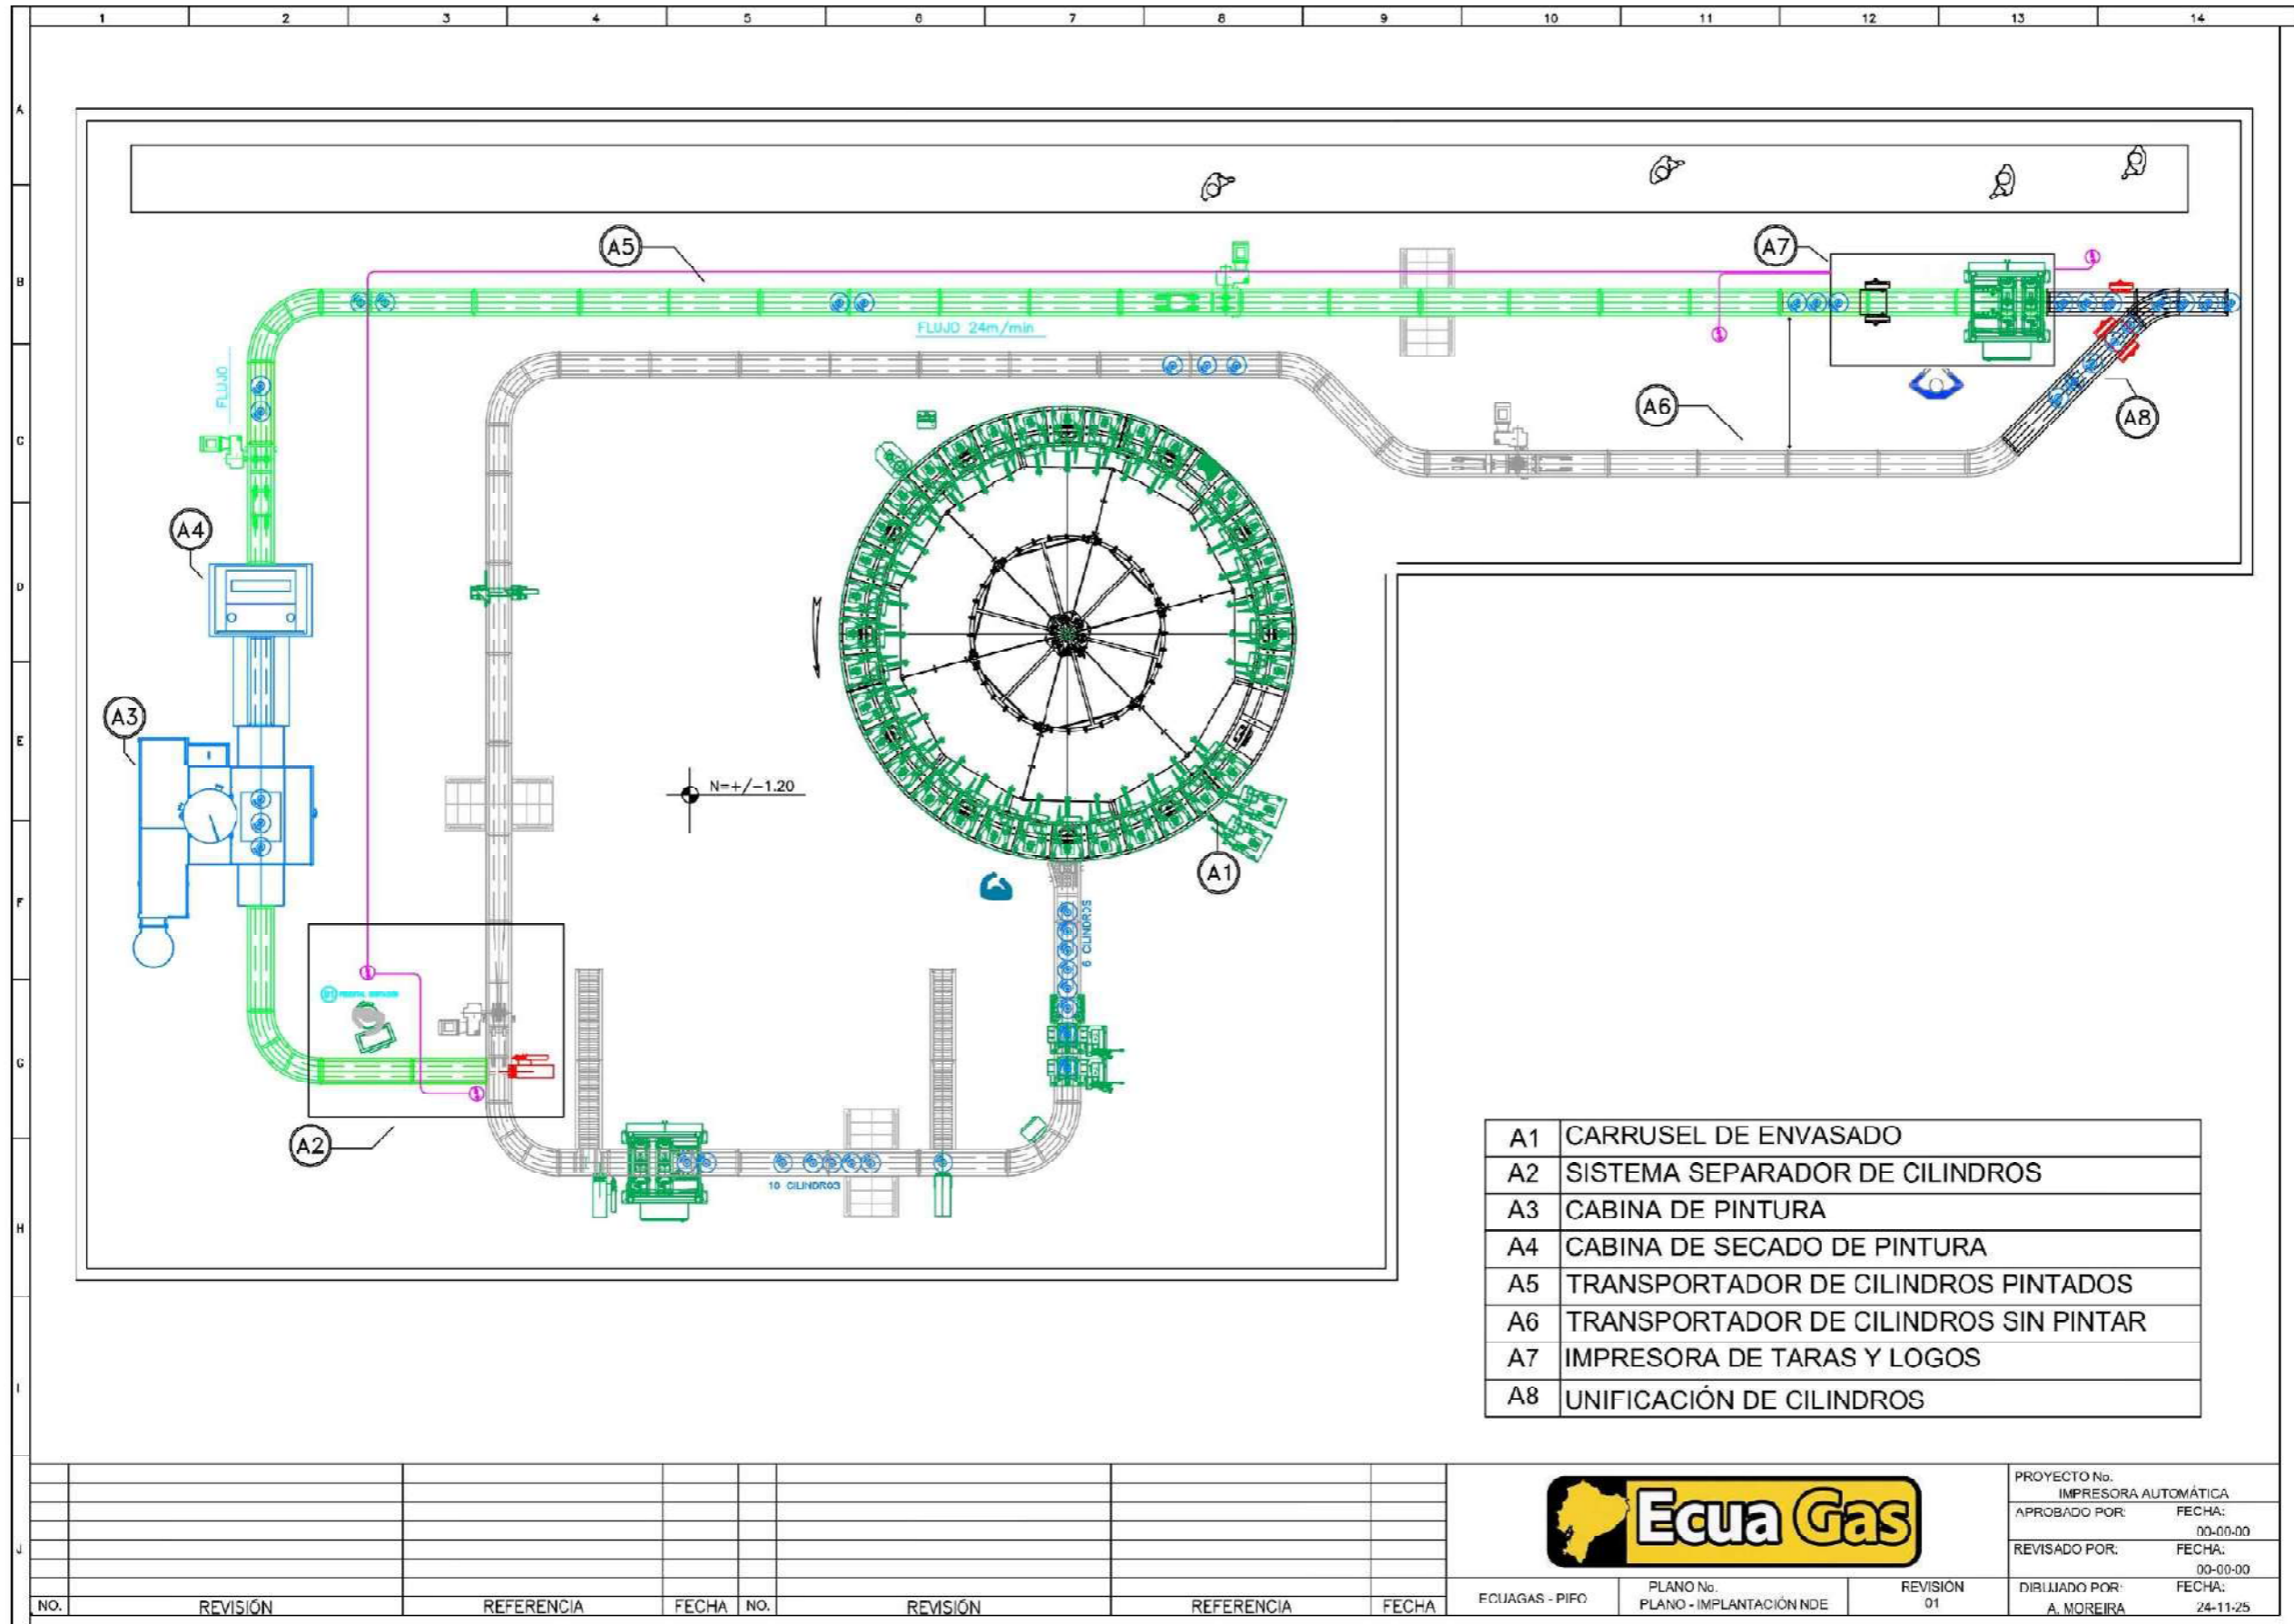 1 2 3 4 5 6 7 8 9 10 11 12 13 14
A
B
C
D
E
F
G
H
I
J
A5
A7
FLUJO 24m/min
FLUJO
A6
A8
A4
A3
N=+/-1.20
A1
6 CILINDROS
A2
10 CILINDROS
A1 CARRUSEL DE ENVASADO
A2 SISTEMA SEPARADOR DE CILINDROS
A3 CABINA DE PINTURA
A4 CABINA DE SECADO DE PINTURA
A5 TRANSPORTADOR DE CILINDROS PINTADOS
A6 TRANSPORTADOR DE CILINDROS SIN PINTAR
A7 IMPRESORA DE TARAS Y LOGOS
A8 UNIFICACIÓN DE CILINDROS
NO. REVISIÓN REFERENCIA FECHA NO. REVISIÓN REFERENCIA FECHA
Ecua Gas
ECUAGAS - PIFO
PLANO No.
PLANO - IMPLANTACIÓN NDE
REVISIÓN
01
PROYECTO No.
IMPRESORA AUTOMÁTICA
APROBADO POR: FECHA:
00-00-00
REVISADO POR: FECHA:
00-00-00
DIBUJADO POR: FECHA:
A. MOREIRA 24-11-25